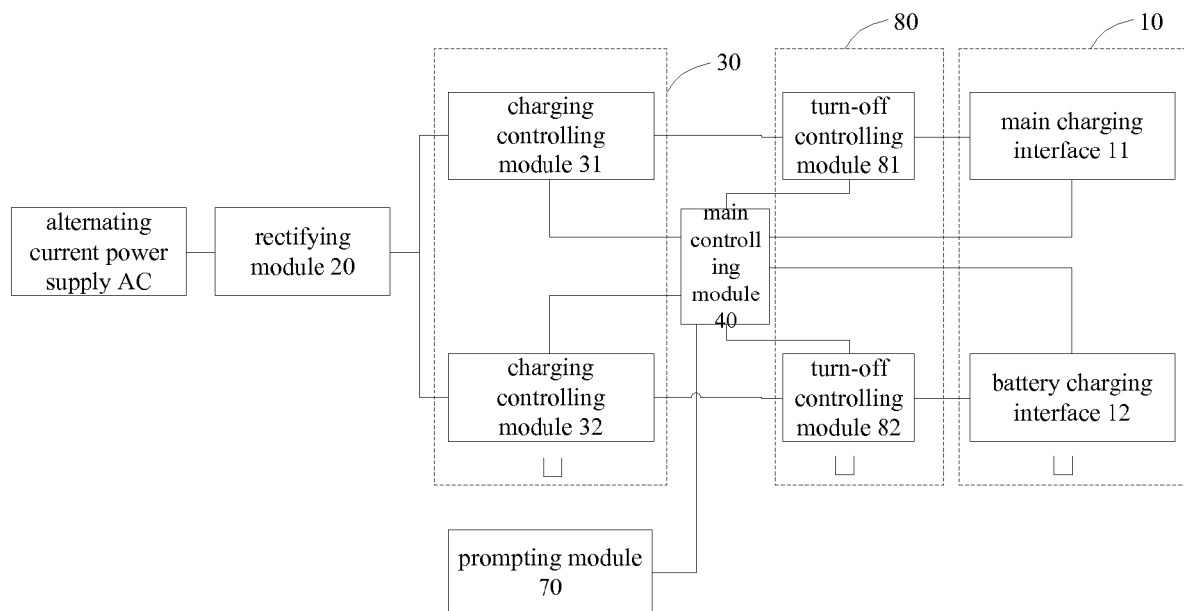 80
10
30
charging
controlling
module 31
turn-off
controlling
module 81
main charging
interface 11
alternating
current power
supply AC
rectifying
module 20
main
controll
ing
module
40
charging
controlling
module 32
turn-off
controlling
module 82
battery charging
interface 12
prompting module
70